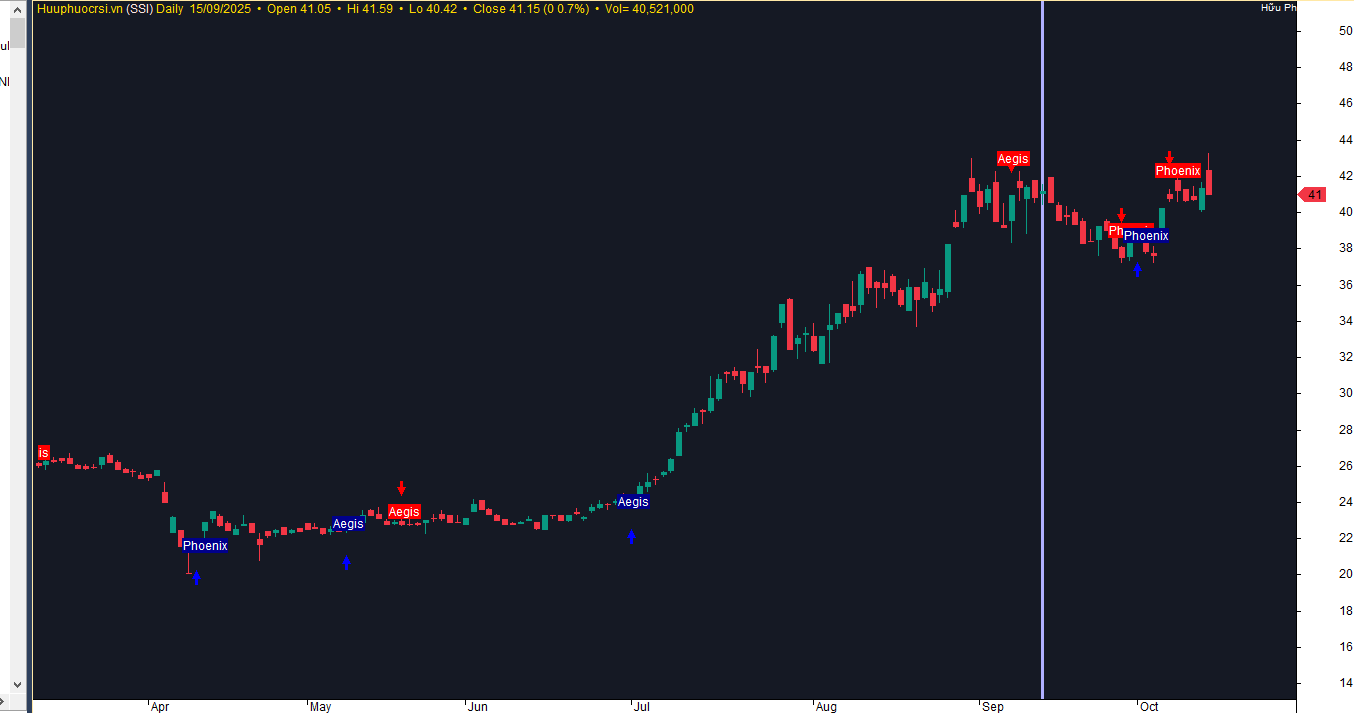 Huuphuocrsi.vn (SSI) Daily 15/09/2025 • Open 41.05 • Hi 41.59 • Lo 40.42 • Close 41.15 (0 0.7%) • Vol= 40,521,000
Hữu Ph
50
48
46
44
42
41
40
38
36
34
32
30
28
26
24
22
20
18
16
14
Aegis
Phoenix
Ph
Phoenix
is
Aegis
Aegis
Aegis
Phoenix
Apr
May
Jun
Jul
Aug
Sep
Oct